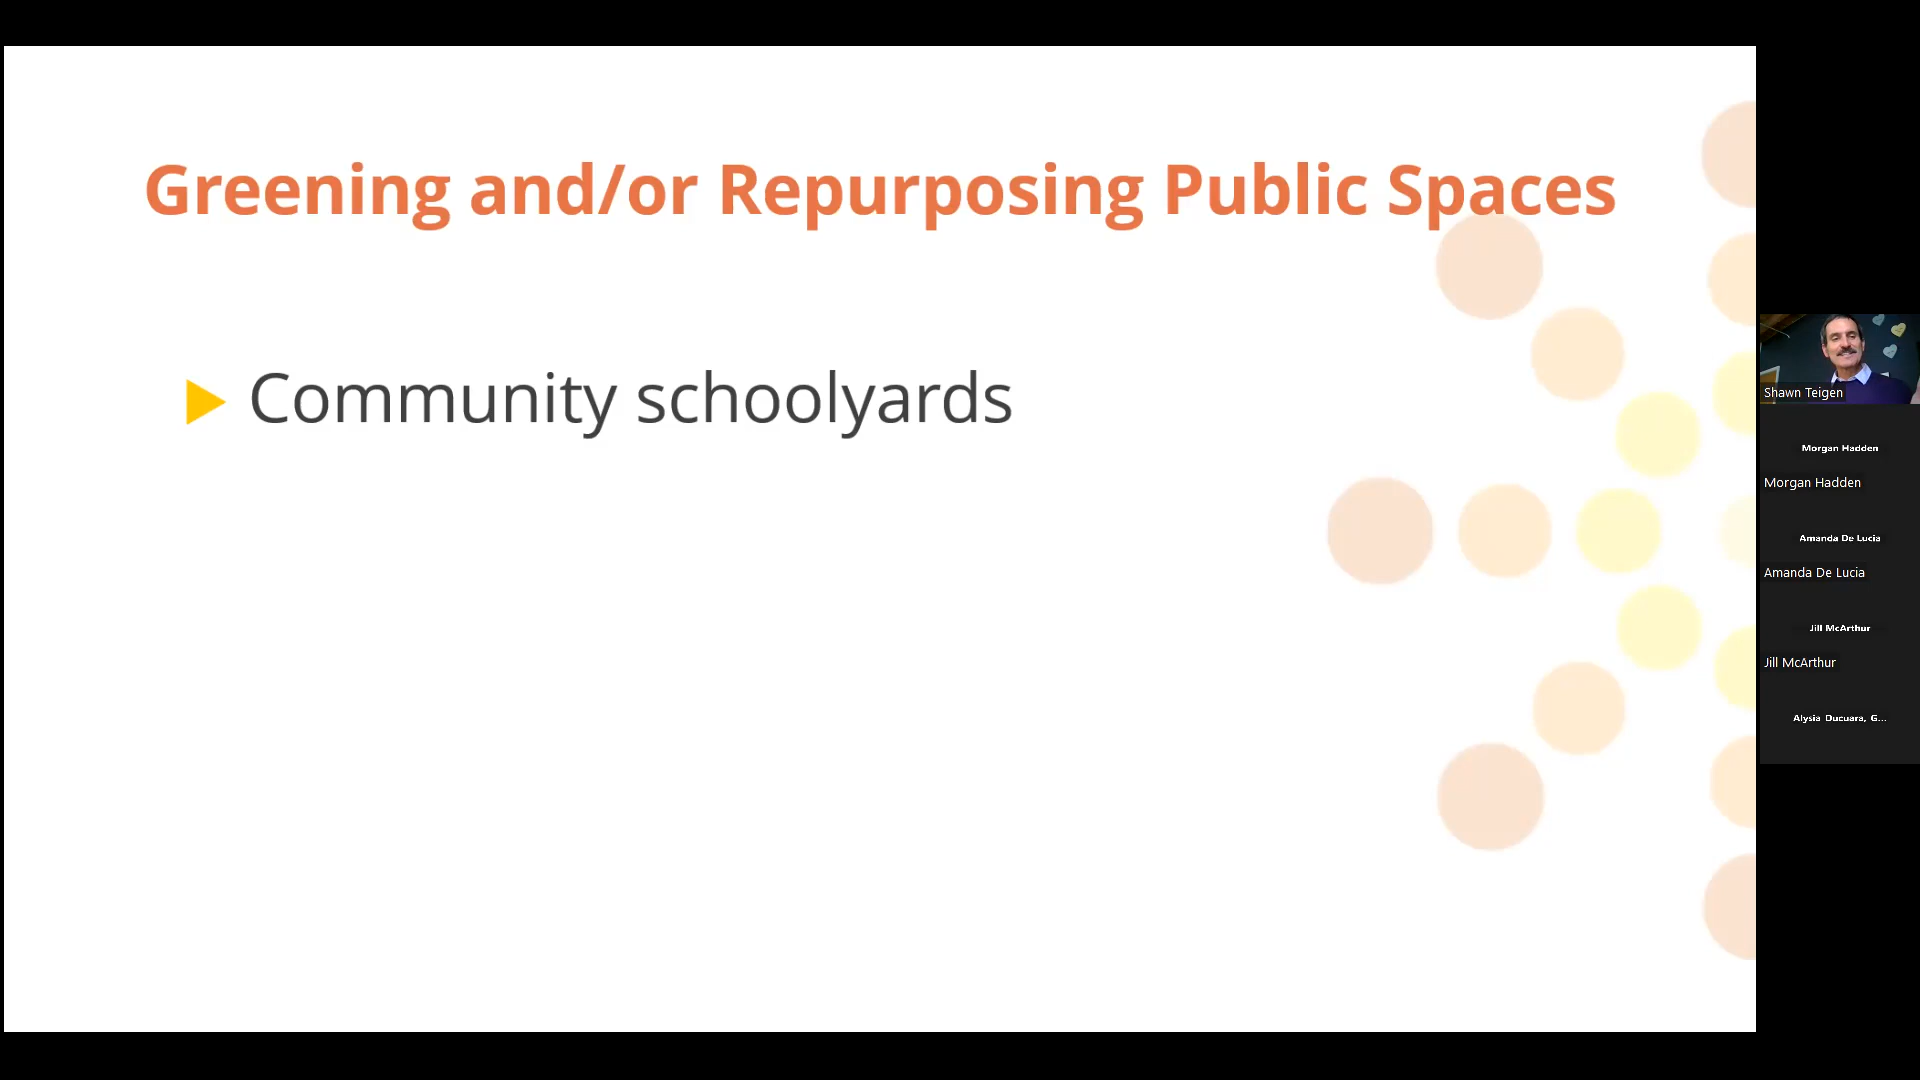 Greening and/or Repurposing Public Spaces
Community schoolyards
Shawn Teigen
Morgan Hadden
Morgan Hadden
Amanda De Lucia
Amanda De Lucia
Jill McArthur
Jill McArthur
Alysia Ducuara, G...